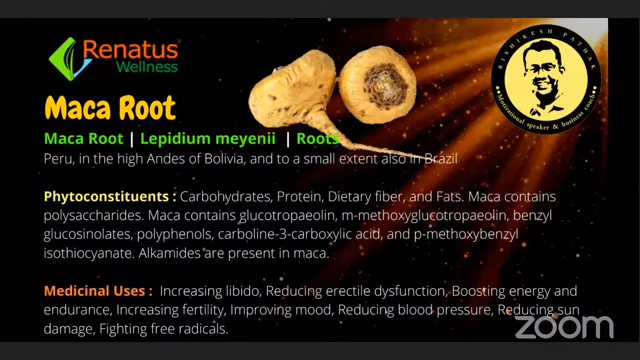 Renatus
Wellness
RISHIKESH PATHAK
Motivational speaker & business coach
Maca Root
Maca Root | Lepidium meyenii | Roots
Peru, in the high Andes of Bolivia, and to a small extent also in Brazil
Phytoconstituents : Carbohydrates, Protein, Dietary fiber, and Fats. Maca contains
polysaccharides. Maca contains glucotropaeolin, m-methoxyglucotropaeolin, benzyl
glucosinolates, polyphenols, carboline-3-carboxylic acid, and p-methoxybenzyl
isothiocyanate. Alkamides are present in maca.
Medicinal Uses : Increasing libido, Reducing erectile dysfunction, Boosting energy and
endurance, Increasing fertility, Improving mood, Reducing blood pressure, Reducing sun
damage, Fighting free radicals.
zoom